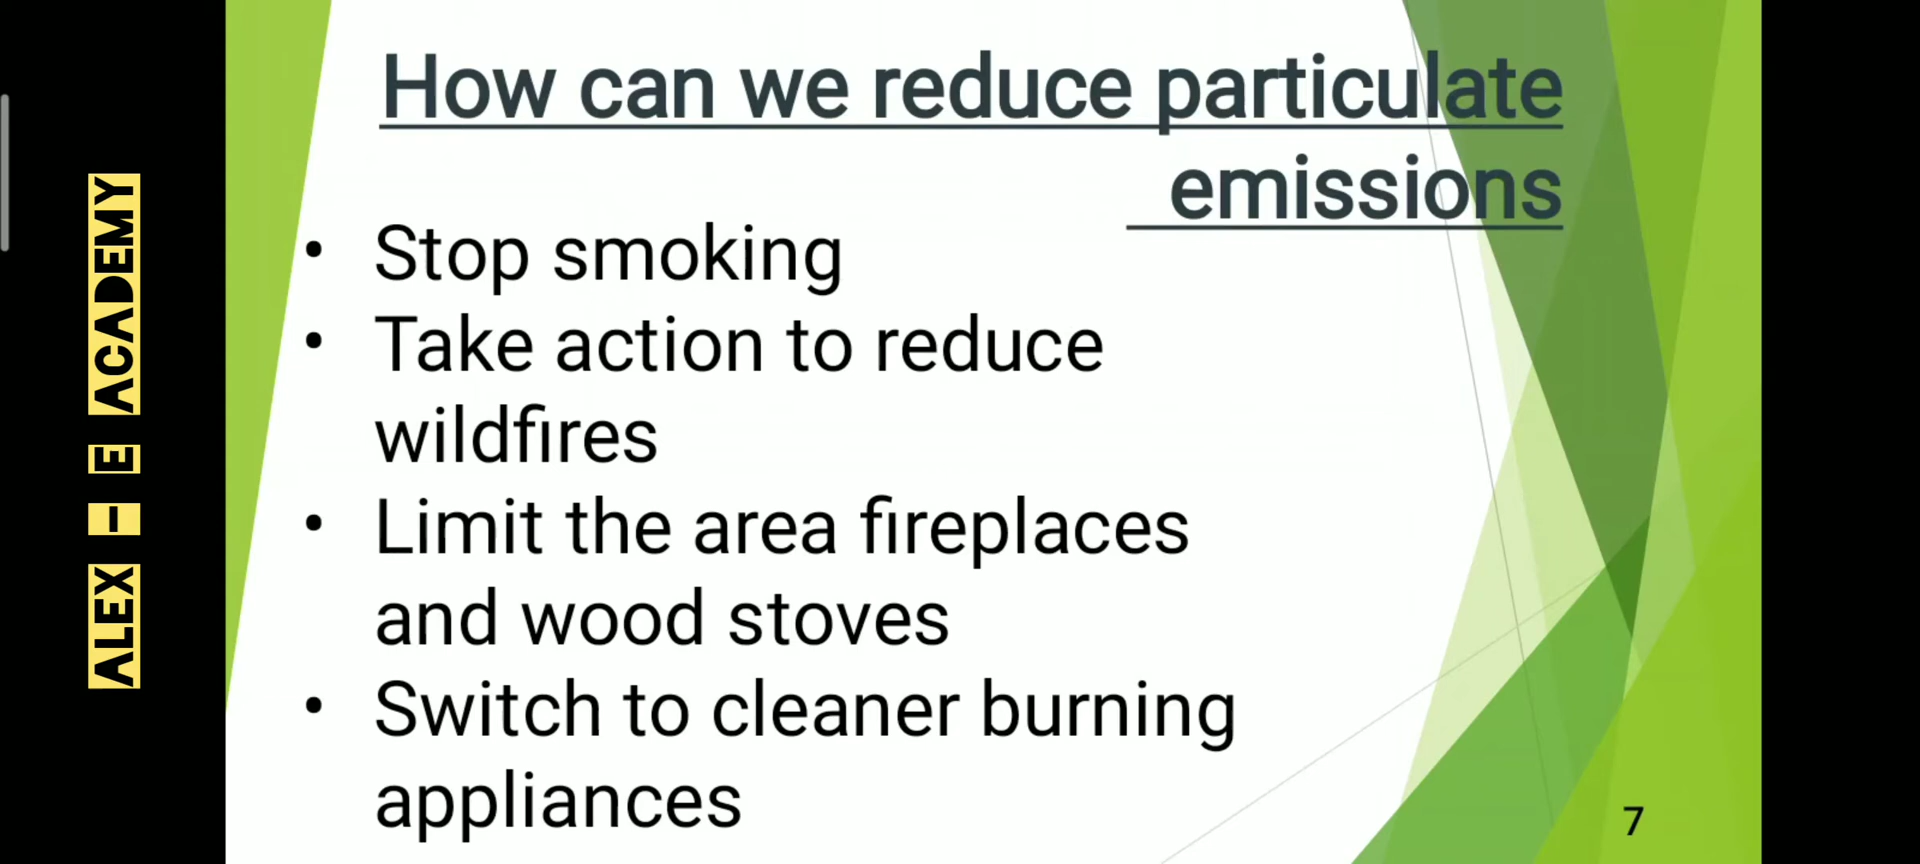 How can we reduce particulate
emissions
• Stop smoking
• Take action to reduce
wildfires
• Limit the area fireplaces
and wood stoves
• Switch to cleaner burning
appliances
7
ALEX – E ACADEMY